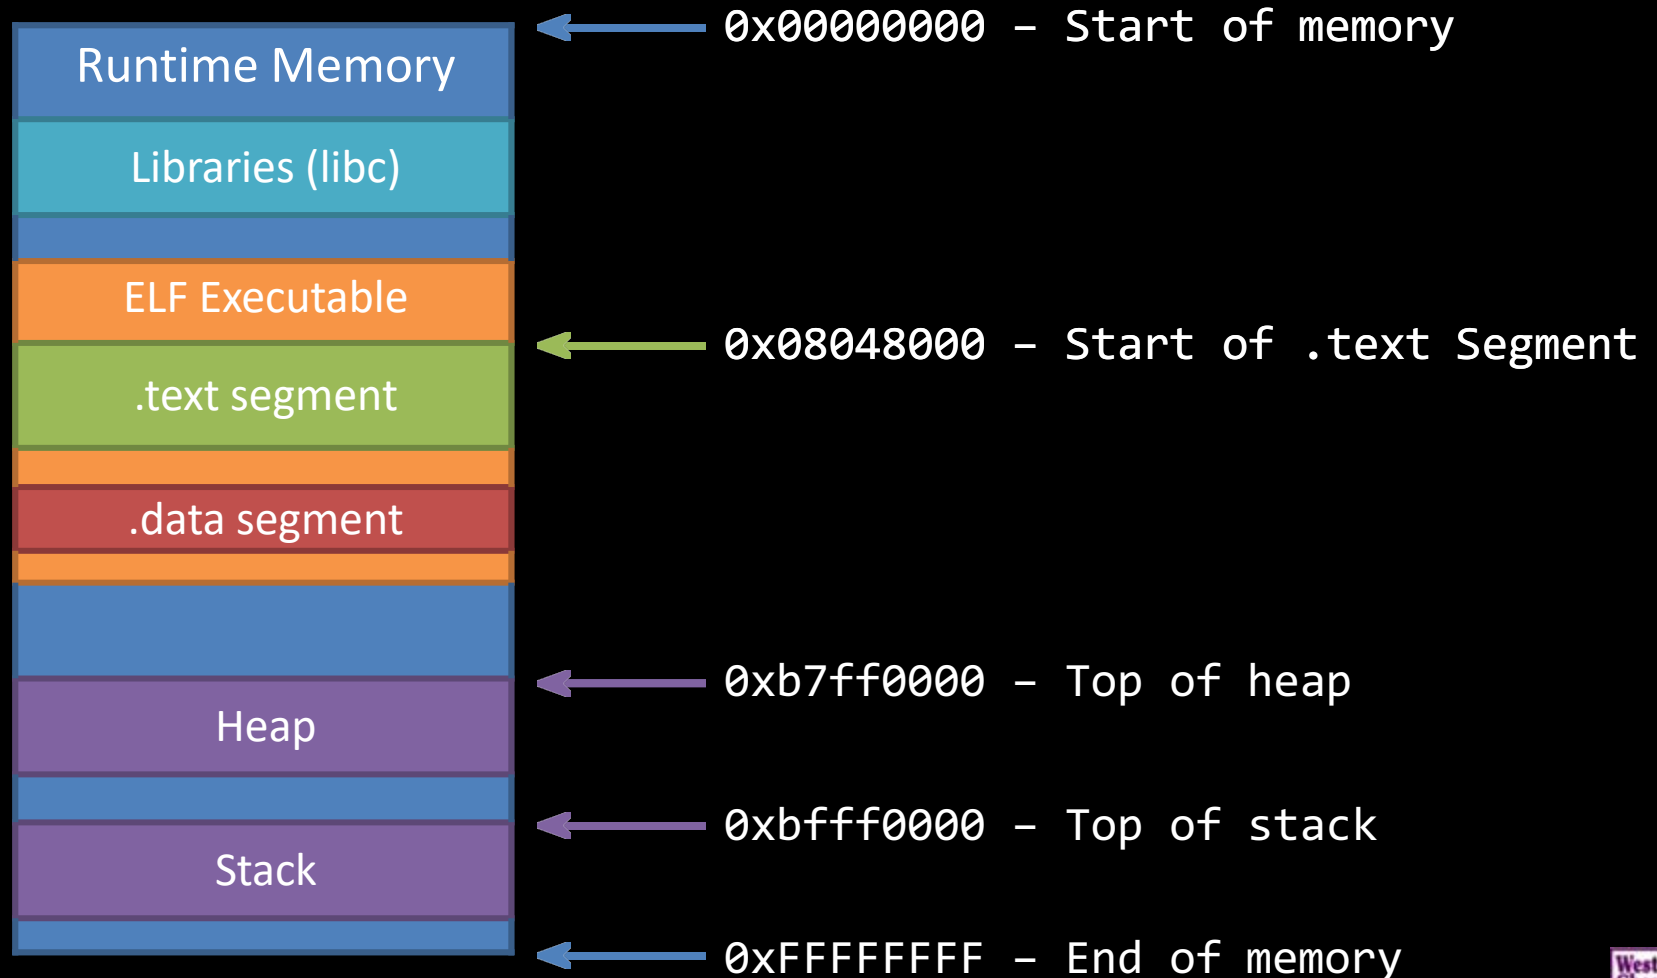 0x00000000 – Start of memory
Runtime Memory
Libraries (libc)
ELF Executable
0x08048000 – Start of .text Segment
.text segment
.data segment
0xb7ff0000 – Top of heap
Heap
0xbfff0000 – Top of stack
Stack
0xFFFFFFFF – End of memory
West